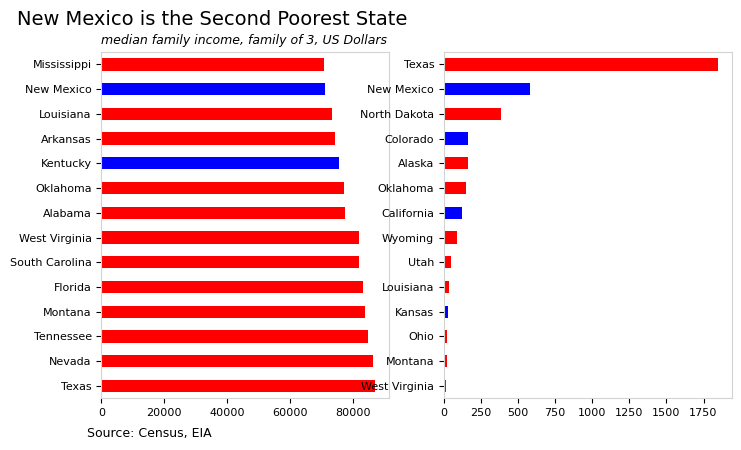 New Mexico is the Second Poorest State
median family income, family of 3, US Dollars
Mississippi
New Mexico
Louisiana
Arkansas
Kentucky
Oklahoma
Alabama
West Virginia
South Carolina
Florida
Montana
Tennessee
Nevada
Texas
0 20000 40000 60000 80000
Texas
New Mexico
North Dakota
Colorado
Alaska
Oklahoma
California
Wyoming
Utah
Louisiana
Kansas
Ohio
Montana
West Virginia
0 250 500 750 1000 1250 1500 1750
Source: Census, EIA